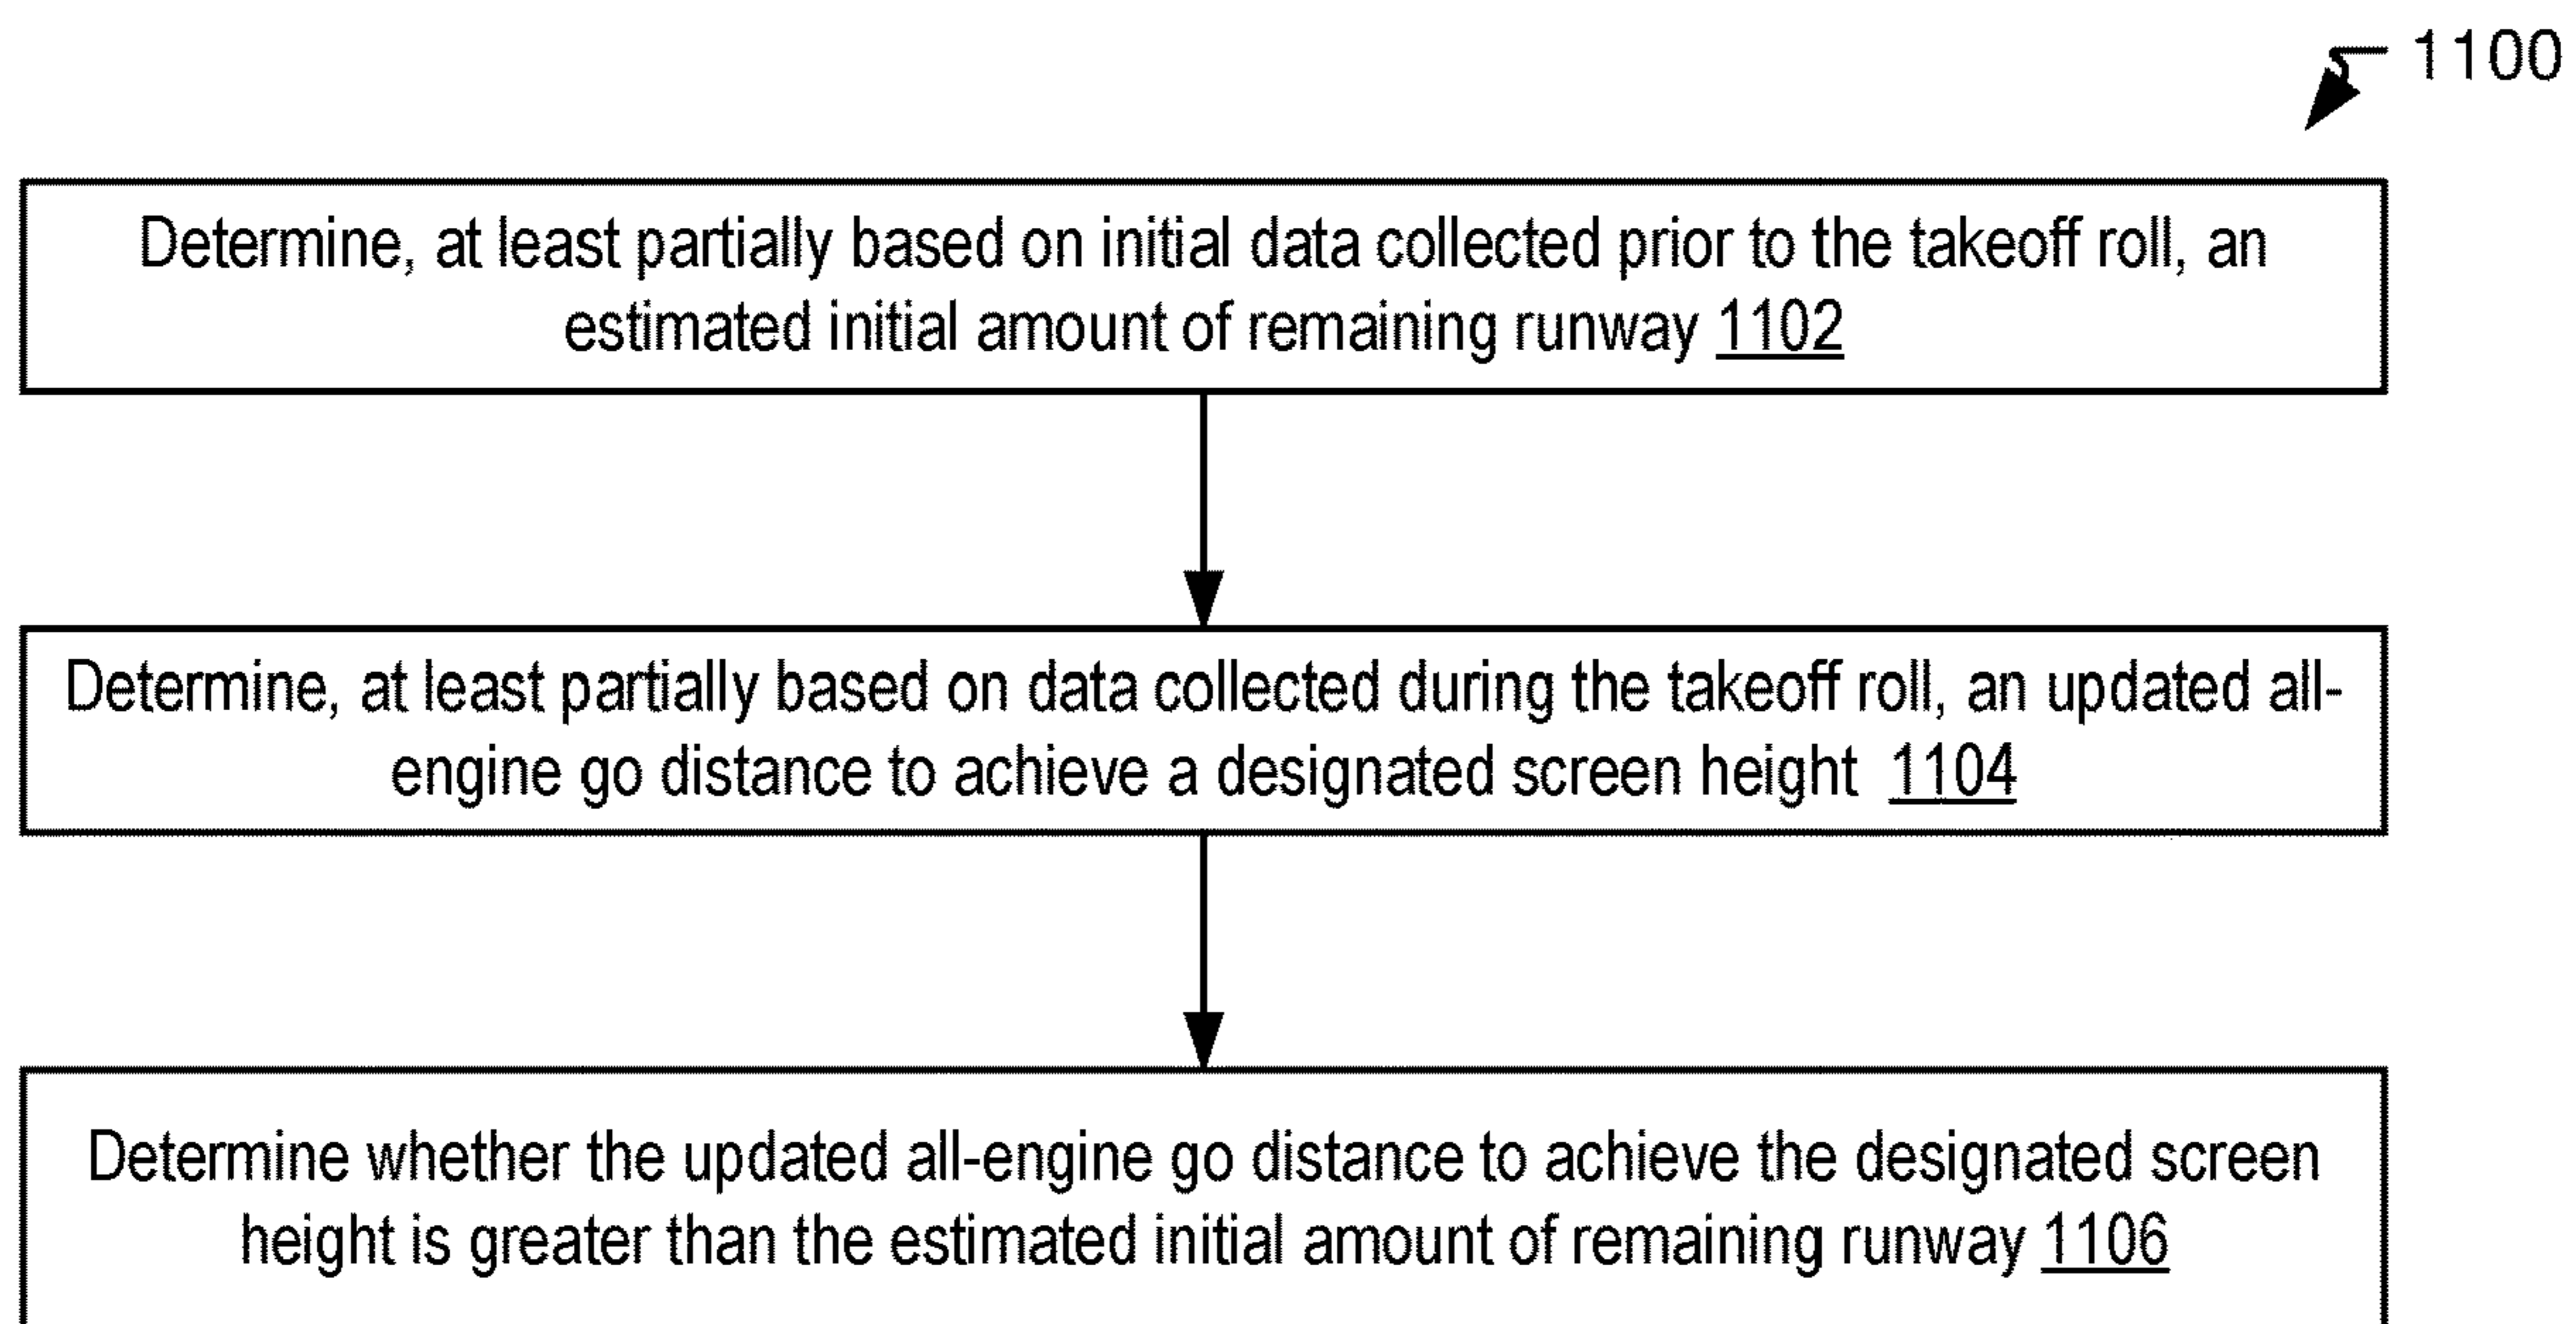 1100
Determine, at least partially based on initial data collected prior to the takeoff roll, an
estimated initial amount of remaining runway 1102
Determine, at least partially based on data collected during the takeoff roll, an updated all-
engine go distance to achieve a designated screen height 1104
Determine whether the updated all-engine go distance to achieve the designated screen
height is greater than the estimated initial amount of remaining runway 1106